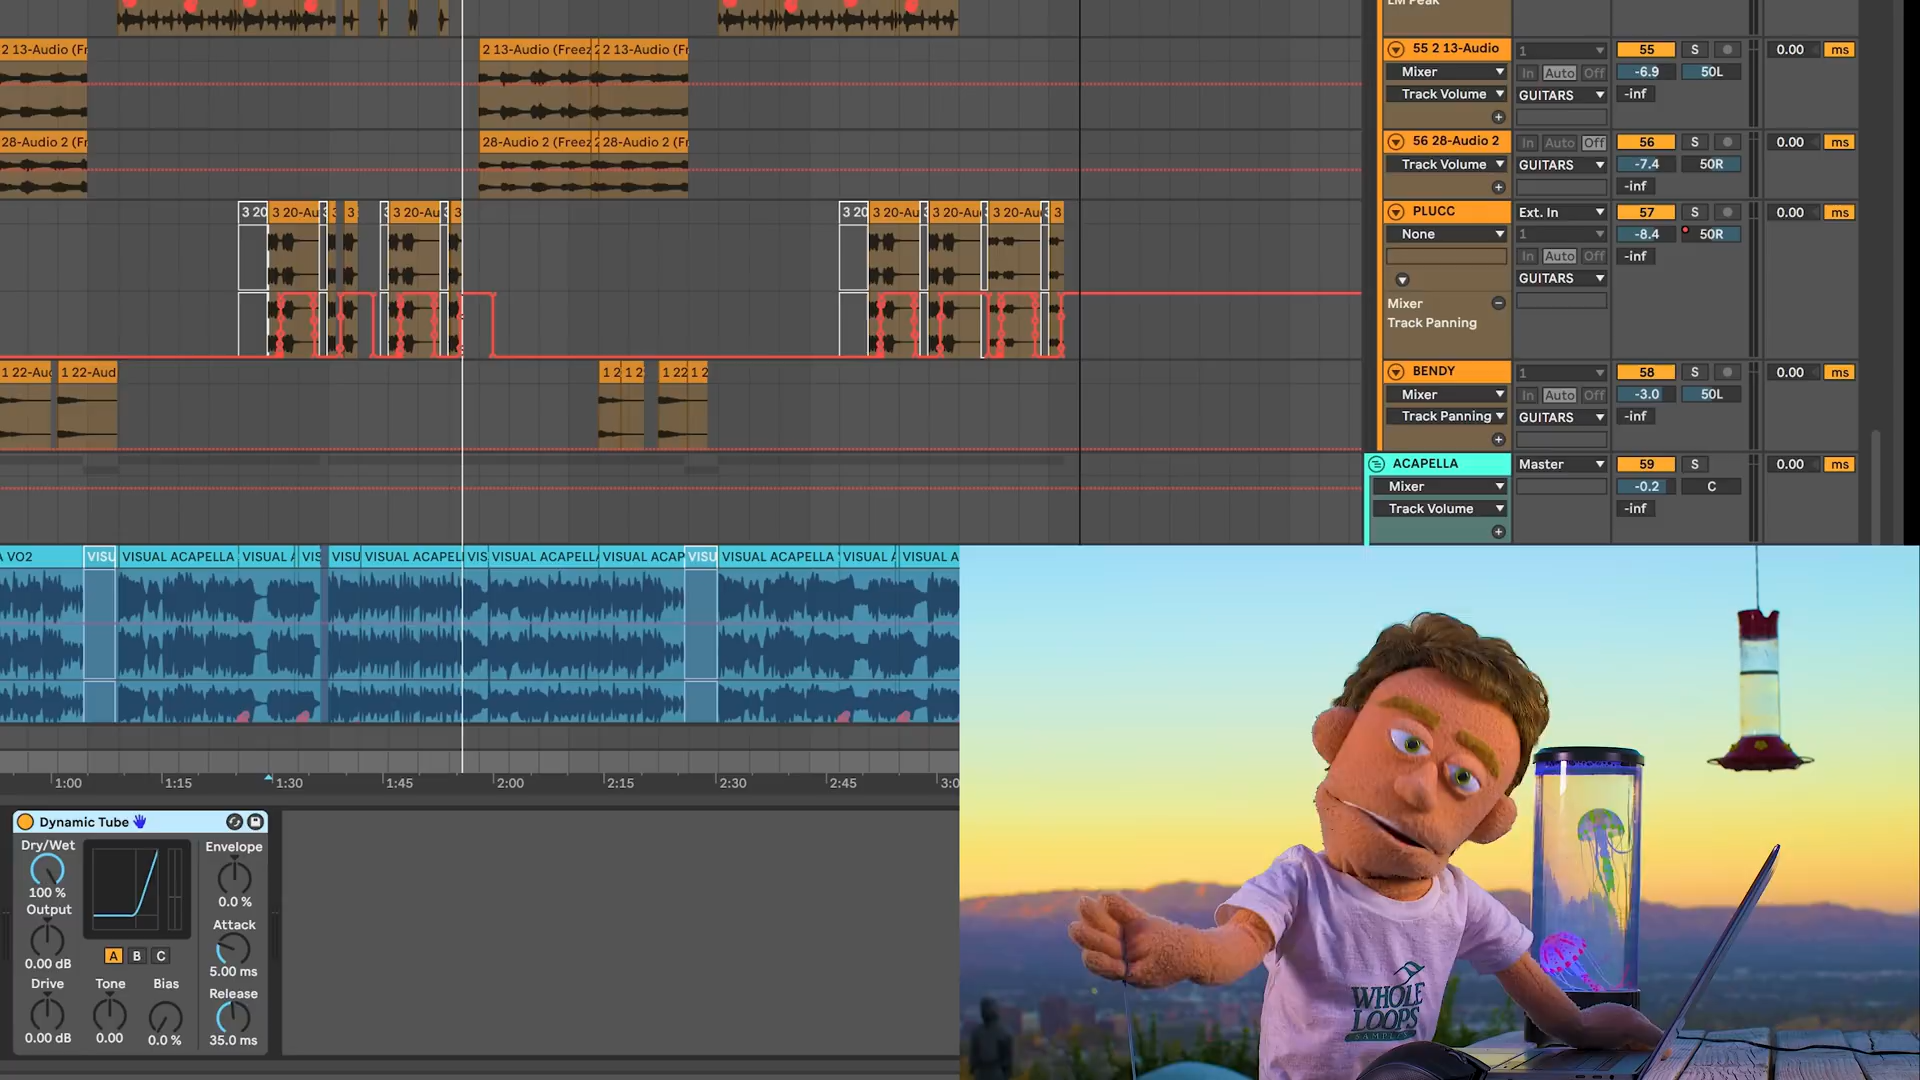 LM Peak
2 13-Audio (Fr
2 13-Audio (Freez
2 13-Audio (Fr
55 2 13-Audio
1
55
S
0.00
ms
Mixer
In
Auto
Off
-6.9
50L
Track Volume
GUITARS
-inf
28-Audio 2 (Fr
28-Audio 2 (Freez
28-Audio 2 (Fr
56 28-Audio 2
In
Auto
Off
56
S
0.00
ms
Track Volume
GUITARS
-7.4
50R
-inf
3 20
3 20-Au
3
3 20-Au
3
3 20
3 20-Au
3 20-Au
3 20-Au
3
PLUCC
Ext. In
57
S
0.00
ms
None
1
-8.4
50R
In
Auto
Off
-inf
GUITARS
Mixer
Track Panning
1 22-Aud
1 22-Aud
1 2
1 2
1 22
1 2
BENDY
1
58
S
0.00
ms
Mixer
In
Auto
Off
-3.0
50L
Track Panning
GUITARS
-inf
ACAPELLA
Master
59
S
0.00
ms
Mixer
-0.2
C
Track Volume
-inf
A VO2
VISU
VISUAL ACAPELLA
VISUAL A
VIS
VISU
VISUAL ACAPEL
VIS
VISUAL ACAPELLA
VISUAL ACAP
VISU
VISUAL ACAPELLA
VISUAL A
VISUAL A
1:00
1:15
1:30
1:45
2:00
2:15
2:30
2:45
3:0
Dynamic Tube
Dry/Wet
100 %
Output
0.00 dB
A
B
C
Drive
0.00 dB
Tone
0.00
Bias
0.0 %
Envelope
0.0 %
Attack
5.00 ms
Release
35.0 ms
WHOLE
LOOPS
SAMPLES